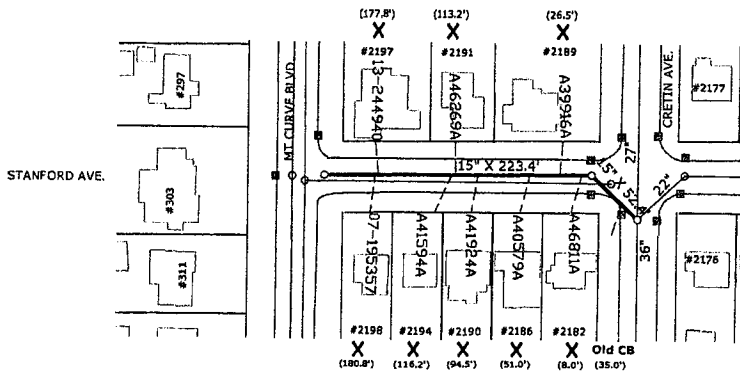 (177.8') (113.2') (26.5')
X X X
#2197 #2191 #2189
#297
MT CURVE BLVD
13-244940
A46269A
A39916A
CRETIN AVE.
#2177
27"
15" X 223.4'
STANFORD AVE.
#303
15" X 52.
22"
07-195357
A41594A
A41924A
A40579A
A46811A
36"
#311
#2176
#2198 #2194 #2190 #2186 #2182
X X X X X Old CB
(180.8') (116.2') (94.5') (51.0') (8.0') (35.0')